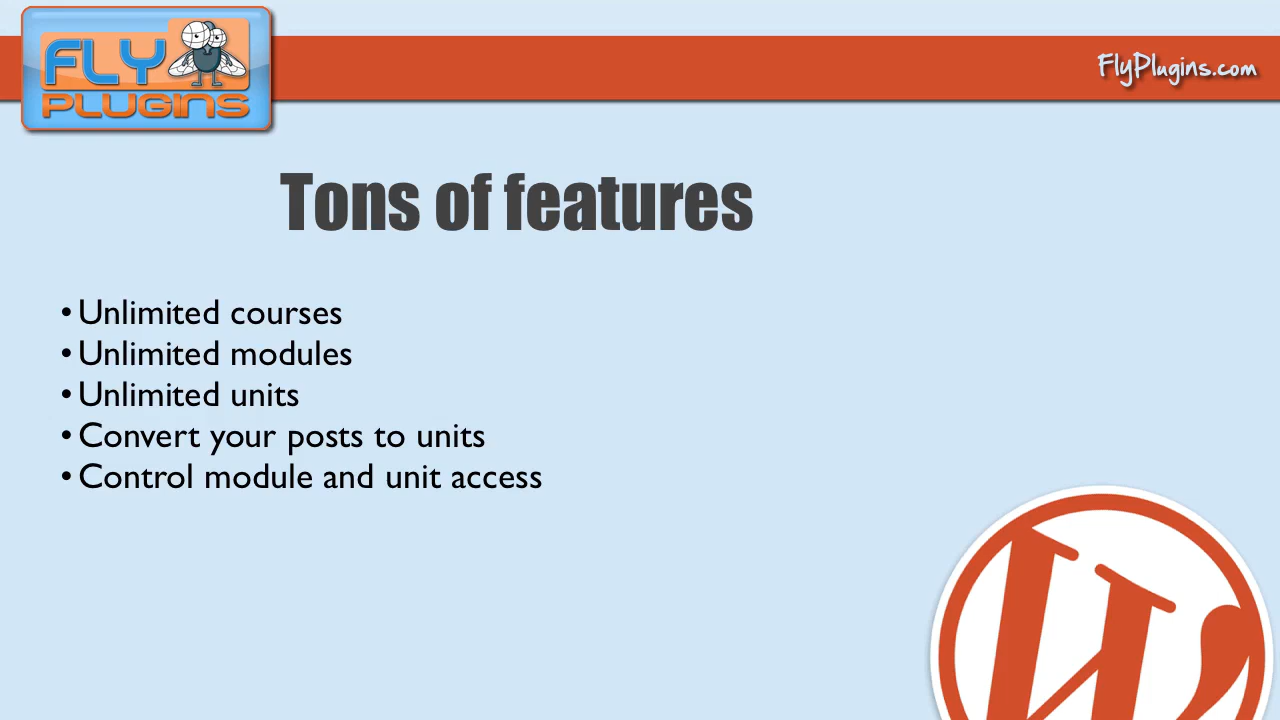 FLY
PLUGINS
FlyPlugins.com
Tons of features
• Unlimited courses
• Unlimited modules
• Unlimited units
• Convert your posts to units
• Control module and unit access